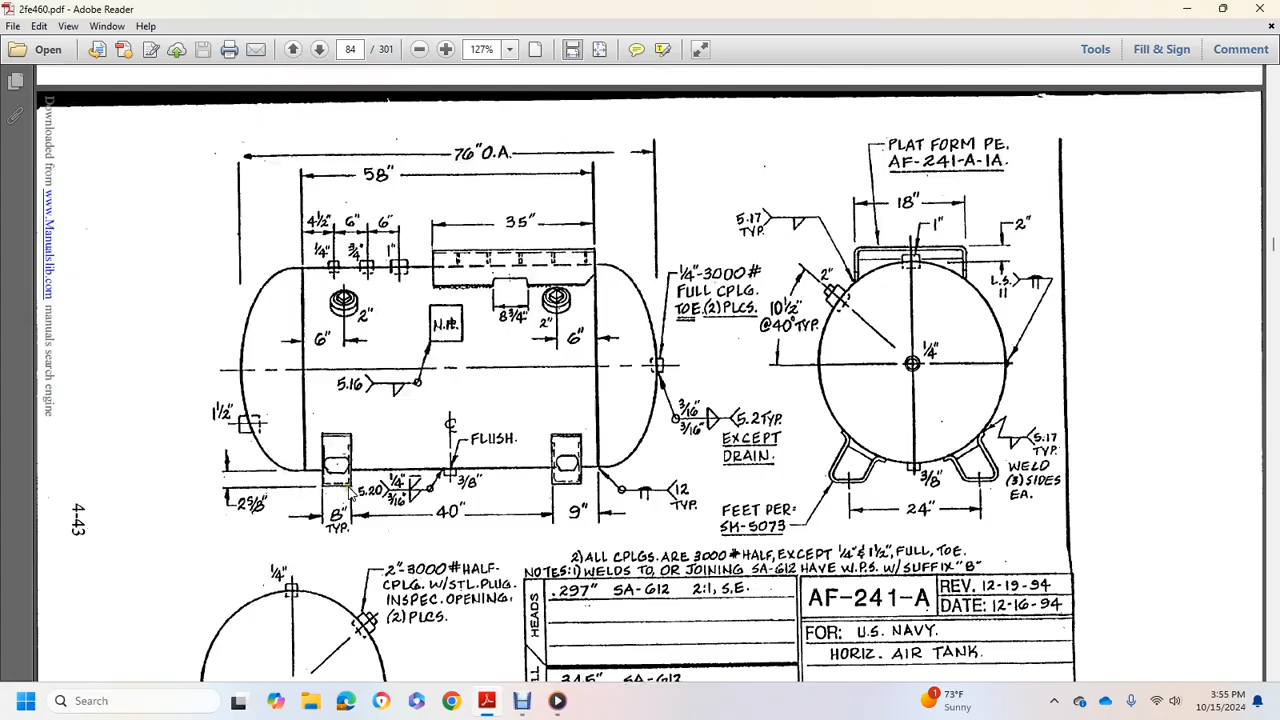 2fe460.pdf - Adobe Reader
File Edit View Window Help
Open 84 / 301 127% Tools Fill & Sign Comment
Downloaded from www.Manualslib.com manuals search engine
4-43
76" O.A.
58"
4½" 6" 6" 35"
¼" ¾" 1"
2" 8¾" 2"
6" N.P. 6"
5.16
1½"
℄
FLUSH.
3/8"
5.20 ¼" 3/16"
2⅝"
8" TYP. 40" 9"
12 TYP.
¼"-3000#
FULL CPLG.
TOE.(2)PLCS.
3/16" 3/16" 5.2 TYP.
EXCEPT
DRAIN.
PLAT FORM PE.
AF-241-A-1A.
18"
5.17 TYP.
1" 2"
L.S. 11
2"
10½"
@40° TYP.
¼"
5.17 TYP.
WELD
(3) SIDES
EA.
3/8"
FEET PER:
SK-5073
24"
¼"
2"-3000# HALF-
CPLG. W/STL.PLUG.
INSPEC. OPENING.
(2) PLCS.
2) ALL CPLGS. ARE 3000# HALF, EXCEPT ¼" & 1½", FULL, TOE.
NOTES: 1) WELDS TO, OR JOINING SA-612 HAVE W.P.S. W/ SUFFIX "B"
HEADS .297" SA-612 2:1, S.E.
AF-241-A
REV. 12-19-94
DATE: 12-16-94
FOR: U.S. NAVY.
HORIZ. AIR TANK.
.345" SA-612
Search
1
73°F
Sunny
3:55 PM
10/15/2024